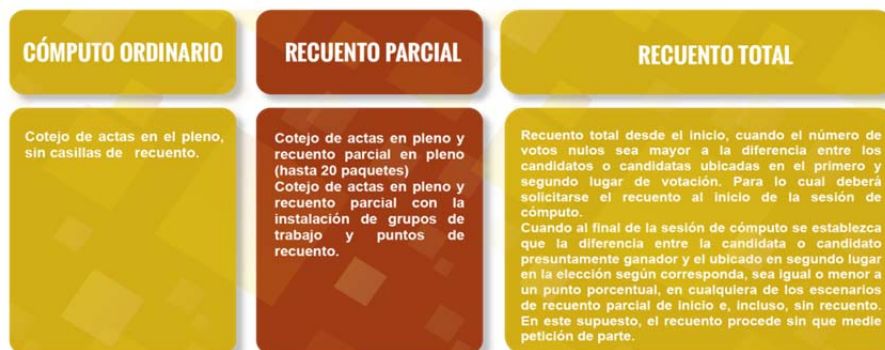 CÓMPUTO ORDINARIO
Cotejo de actas en el pleno,
sin casillas de recuento.
RECUENTO PARCIAL
Cotejo de actas en pleno y
recuento parcial en pleno
(hasta 20 paquetes)
Cotejo de actas en pleno y
recuento parcial con la
instalación de grupos de
trabajo y puntos de
recuento.
RECUENTO TOTAL
Recuento total desde el inicio, cuando el número de
votos nulos sea mayor a la diferencia entre los
candidatos o candidatas ubicadas en el primero y
segundo lugar de votación. Para lo cual deberá
solicitarse el recuento al inicio de la sesión de
cómputo.
Cuando al final de la sesión de cómputo se establezca
que la diferencia entre la candidata o candidato
presuntamente ganador y el ubicado en segundo lugar
en la elección según corresponda, sea igual o menor a
un punto porcentual, en cualquiera de los escenarios
de recuento parcial de inicio e, incluso, sin recuento.
En este supuesto, el recuento procede sin que medie
petición de parte.